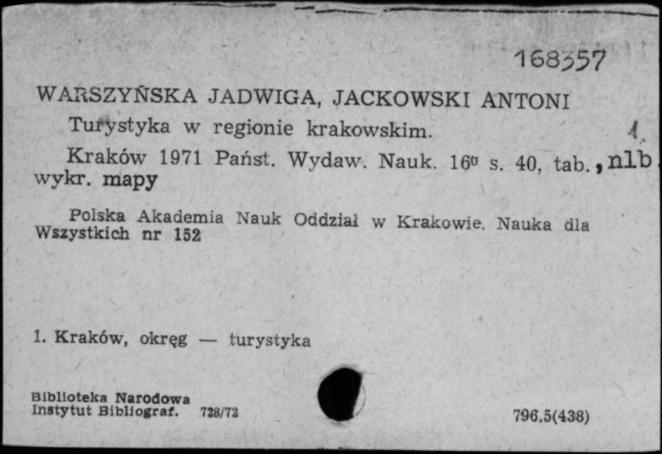 168357
WARSZYŃSKA JADWIGA, JACKOWSKI ANTONI
Turystyka w regionie krakowskim.
1.
Kraków 1971 Państ. Wydaw. Nauk. 16⁰ s. 40, tab., nlb.
wykr. mapy
Polska Akademia Nauk Oddział w Krakowie. Nauka dla
Wszystkich nr 152
1. Kraków, okręg — turystyka
Biblioteka Narodowa
Instytut Bibliograf. 728/72
796.5(438)